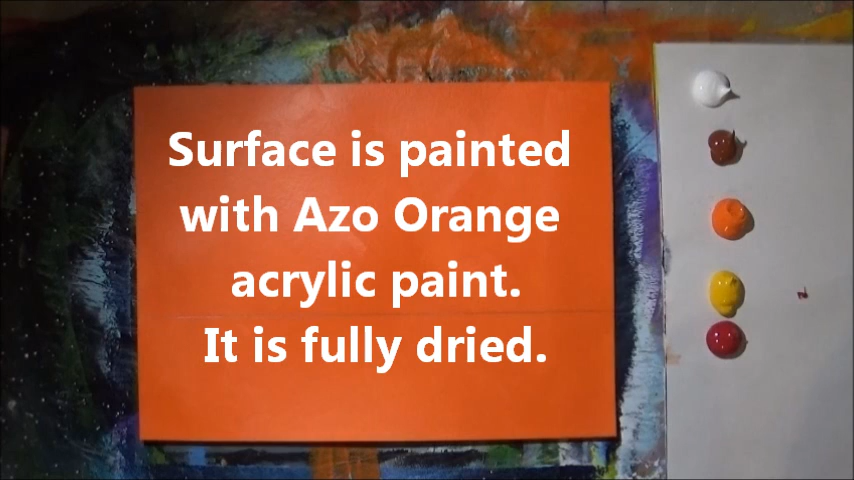 Surface is painted
with Azo Orange
acrylic paint.
It is fully dried.